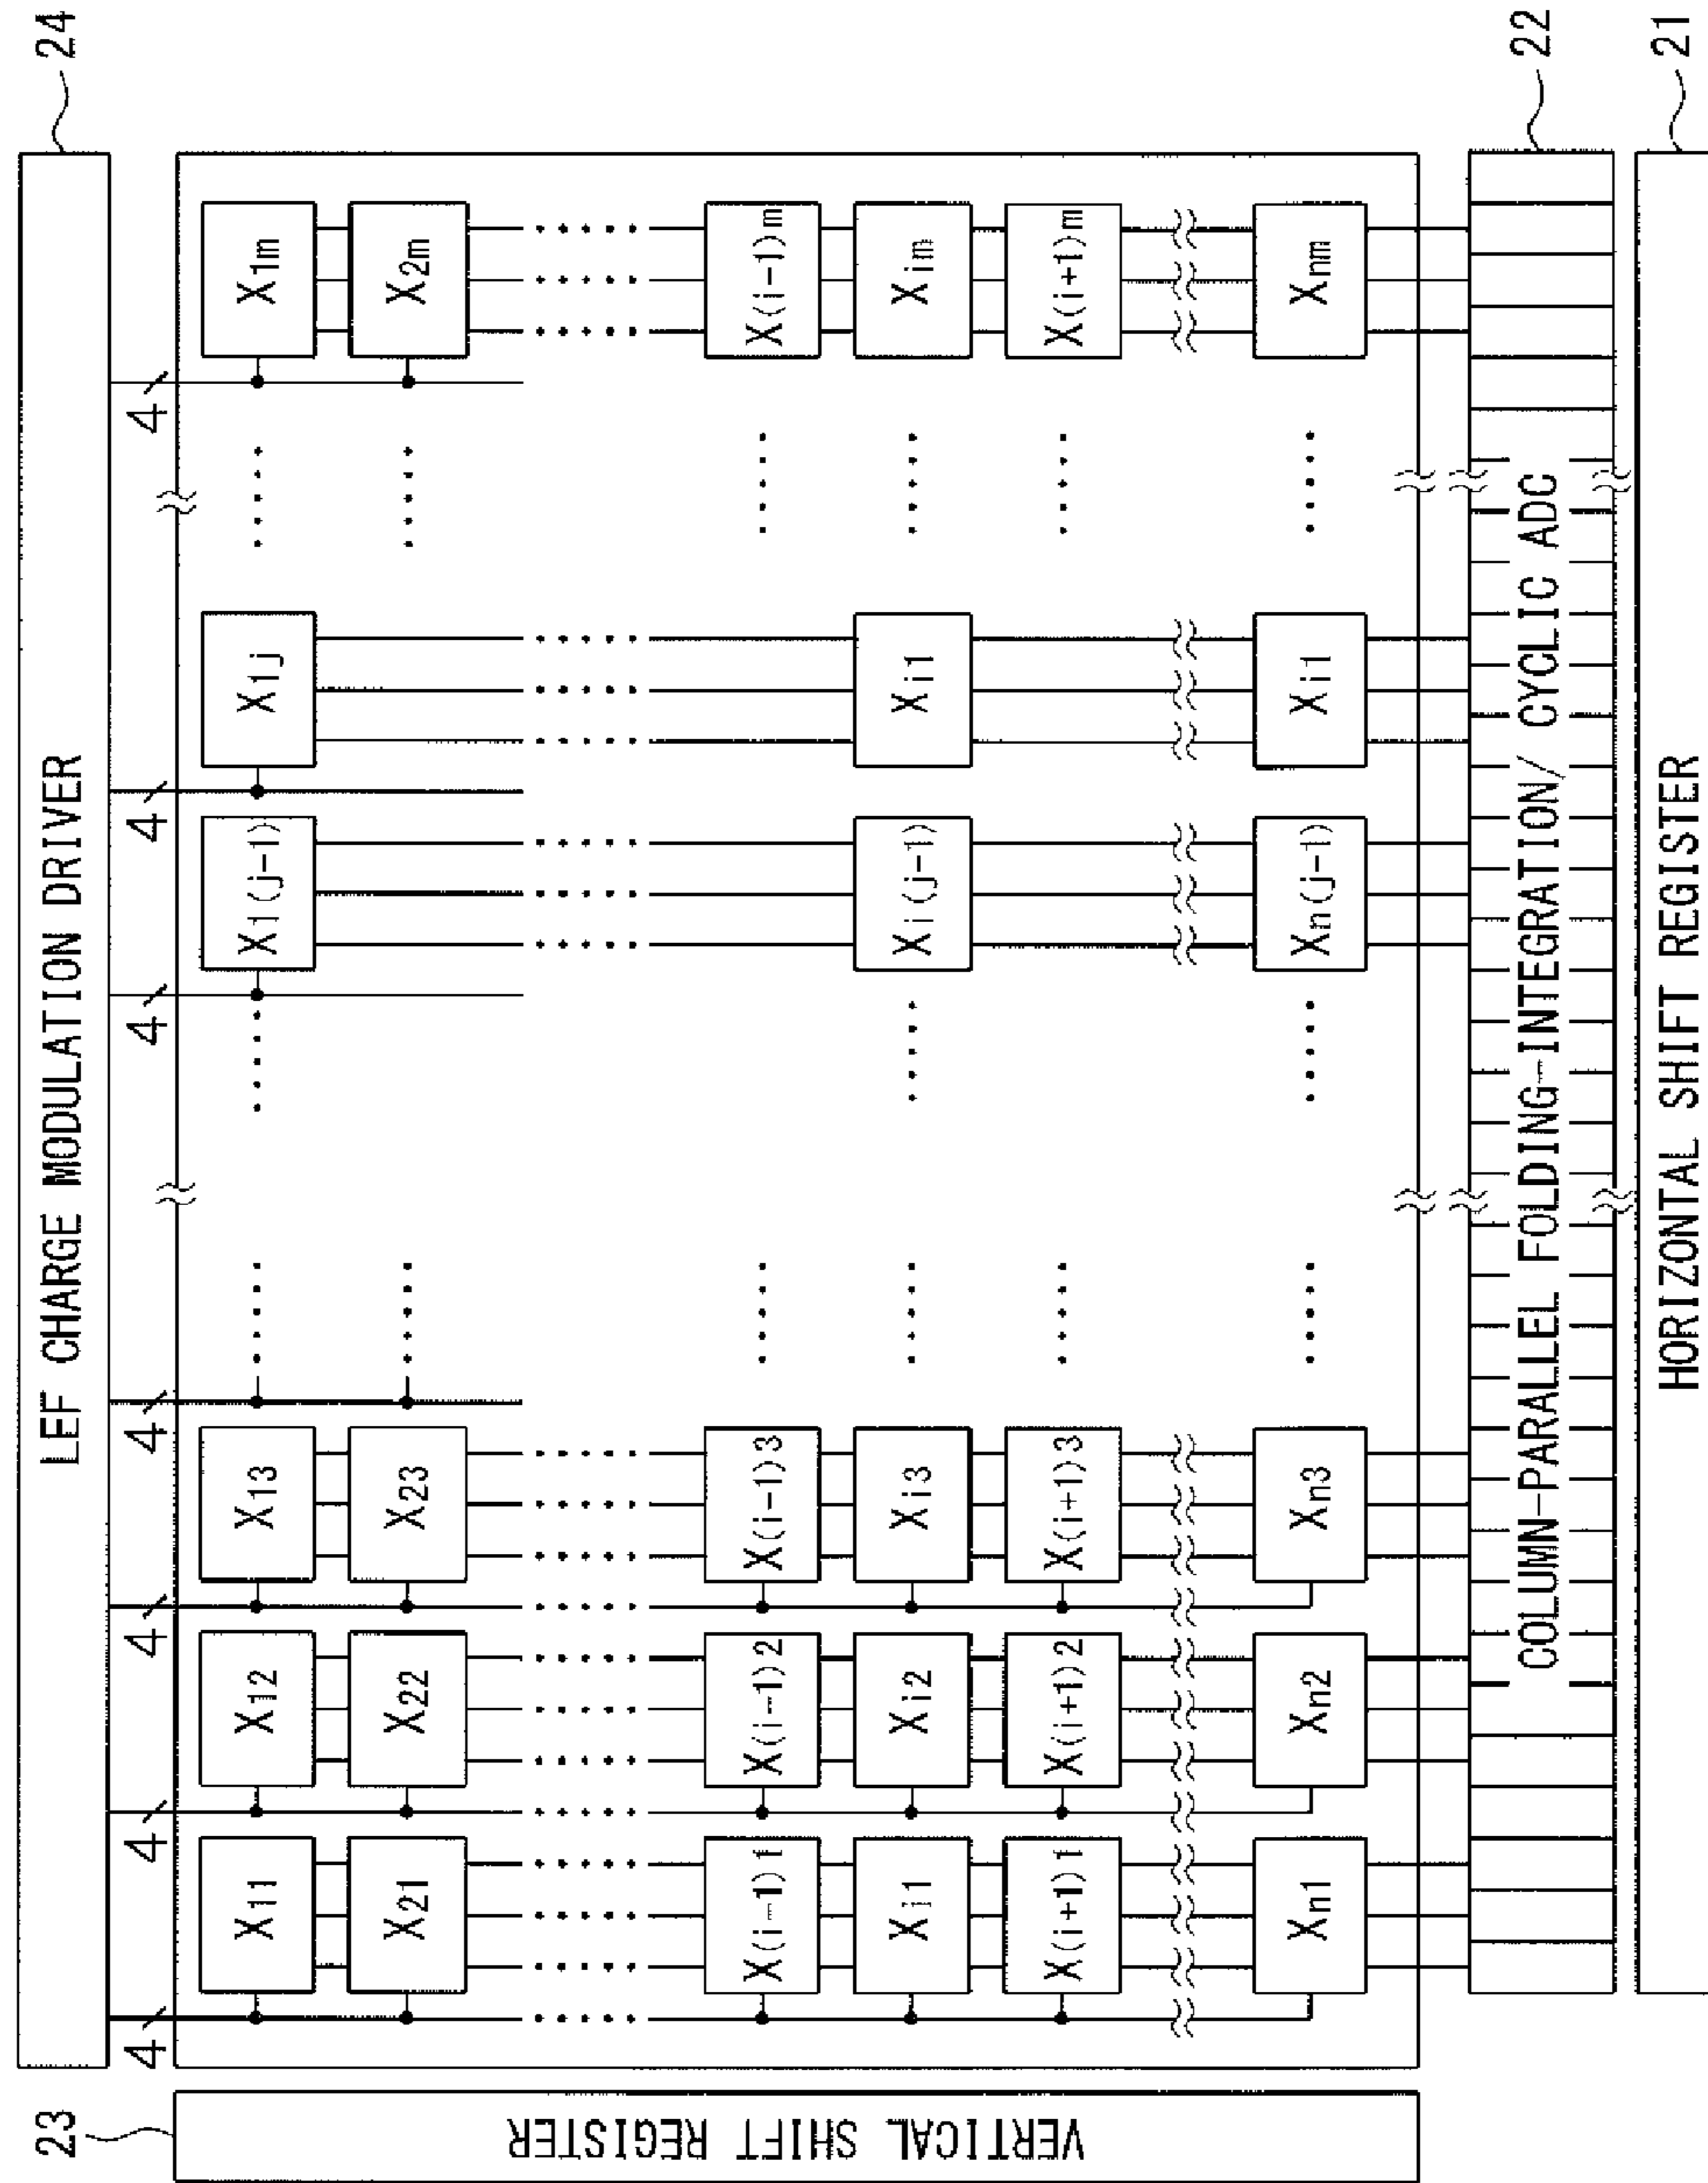 24
LEF CHARGE MODULATION DRIVER
4 4 4 4 4 4 4
23
VERTICAL SHIFT REGISTER
X11 X12 X13 ····· ····· X1(j-1) X1j ····· X1m
X21 X22 X23 ····· ····· X2m
····· ····· ····· ····· ····· ·····
X(i-1)1 X(i-1)2 X(i-1)3 ····· ····· X(i-1)m
Xi1 Xi2 Xi3 ····· ····· Xi(j-1) Xi1 ····· Xim
X(i+1)1 X(i+1)2 X(i+1)3 ····· ····· X(i+1)m
Xn1 Xn2 Xn3 ····· ····· Xn(j-1) Xi1 ····· Xnm
COLUMN-PARALLEL FOLDING-INTEGRATION/ CYCLIC ADC
22
HORIZONTAL SHIFT REGISTER
21